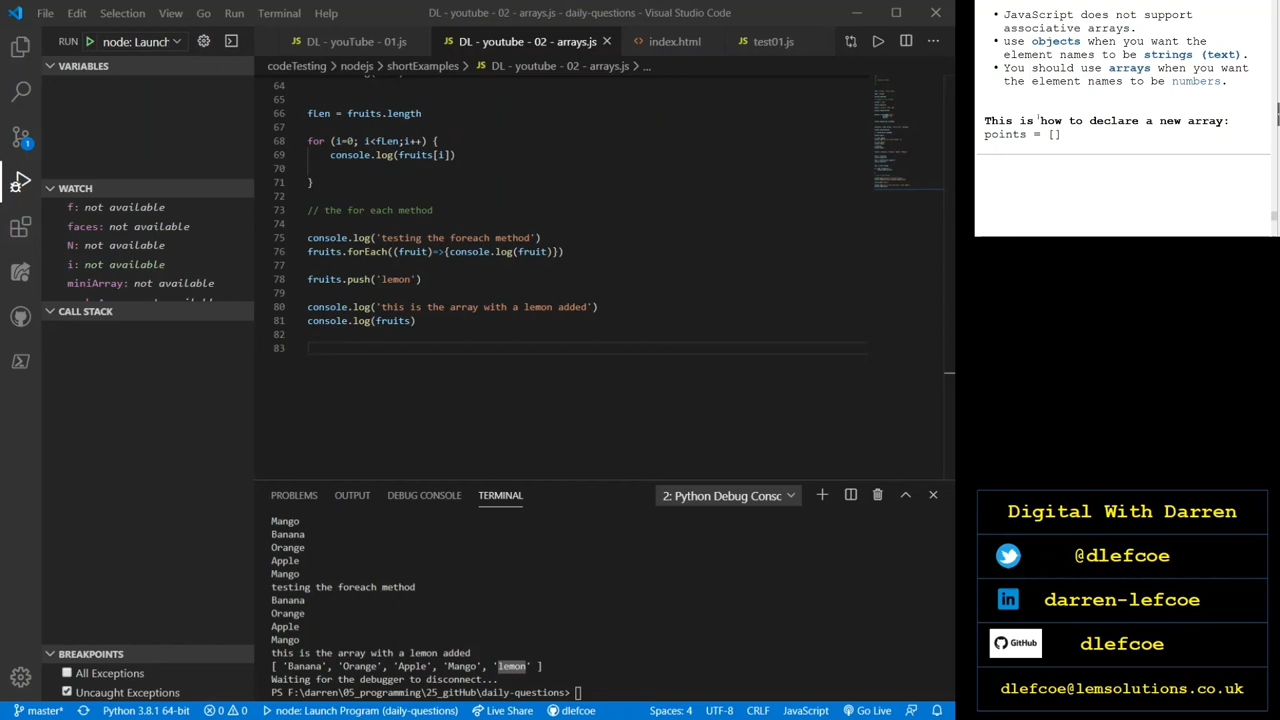 File Edit Selection View Go Run Terminal Help DL - youtube - 02 - arrays.js - daily-questions - Visual Studio Code
RUN node: Launch
DL - youtube - 01.js DL - youtube - 02 - arrays.js index.html test01.js
codeTesting > nodejs > shortExamples > DL - youtube - 02 - arrays.js > ...
VARIABLES
WATCH
f: not available
faces: not available
N: not available
i: not available
miniArray: not available
CALL STACK
BREAKPOINTS
All Exceptions
Uncaught Exceptions
64
65
66 fLen = fruits.length
67
68 for (i=0; i<fLen;i++) {
69 console.log(fruits[i])
70
71 }
72
73 // the for each method
74
75 console.log('testing the foreach method')
76 fruits.forEach((fruit)=>{console.log(fruit)})
77
78 fruits.push('lemon')
79
80 console.log('this is the array with a lemon added')
81 console.log(fruits)
82
83
PROBLEMS OUTPUT DEBUG CONSOLE TERMINAL 2: Python Debug Consc
Mango
Banana
Orange
Apple
Mango
testing the foreach method
Banana
Orange
Apple
Mango
this is the array with a lemon added
[ 'Banana', 'Orange', 'Apple', 'Mango', 'lemon' ]
Waiting for the debugger to disconnect...
PS F:\darren\05_programming\25_gitHub\daily-questions>
master* Python 3.8.1 64-bit 0 0 node: Launch Program (daily-questions) Live Share dlefcoe Spaces: 4 UTF-8 CRLF JavaScript Go Live
• JavaScript does not support
associative arrays.
• use objects when you want the
element names to be strings (text).
• You should use arrays when you want
the element names to be numbers.
This is how to declare a new array:
points = []
Digital With Darren
@dlefcoe
in darren-lefcoe
GitHub dlefcoe
dlefcoe@lemsolutions.co.uk